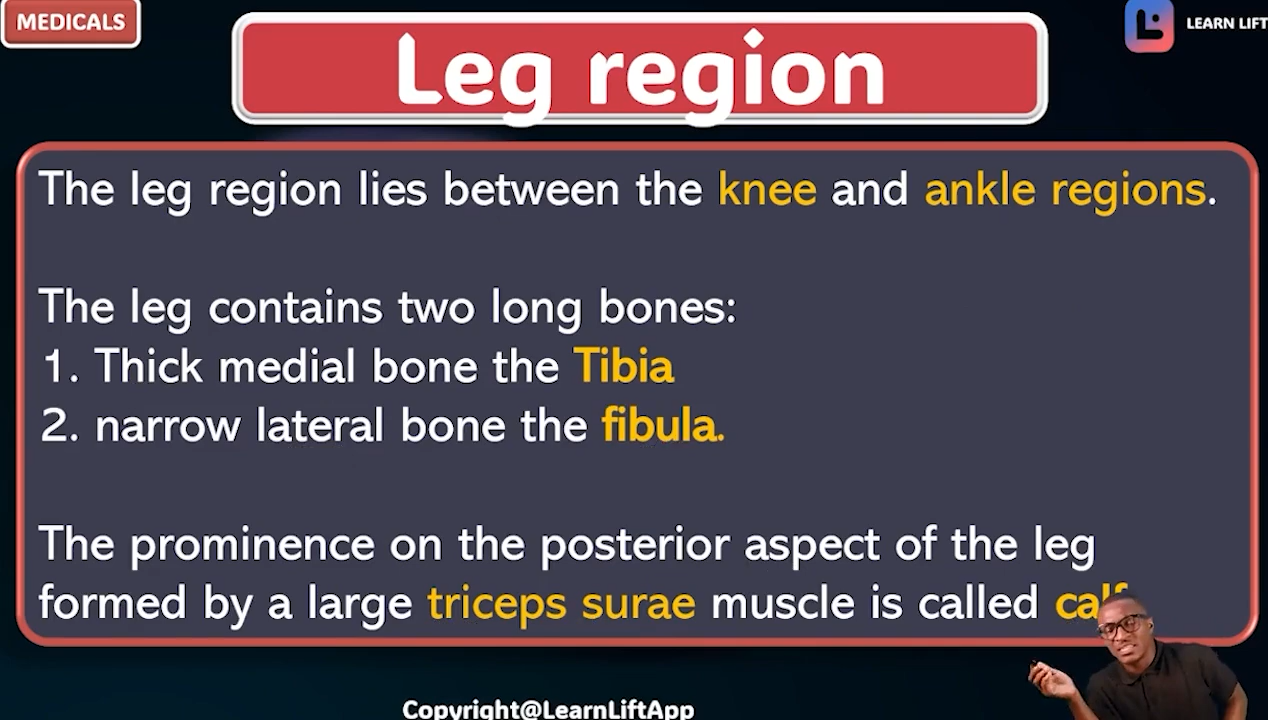 MEDICALS
LEARN LIFT
Leg region
The leg region lies between the knee and ankle regions.
The leg contains two long bones:
1. Thick medial bone the Tibia
2. narrow lateral bone the fibula.
The prominence on the posterior aspect of the leg
formed by a large triceps surae muscle is called calf
Copyright@LearnLiftApp